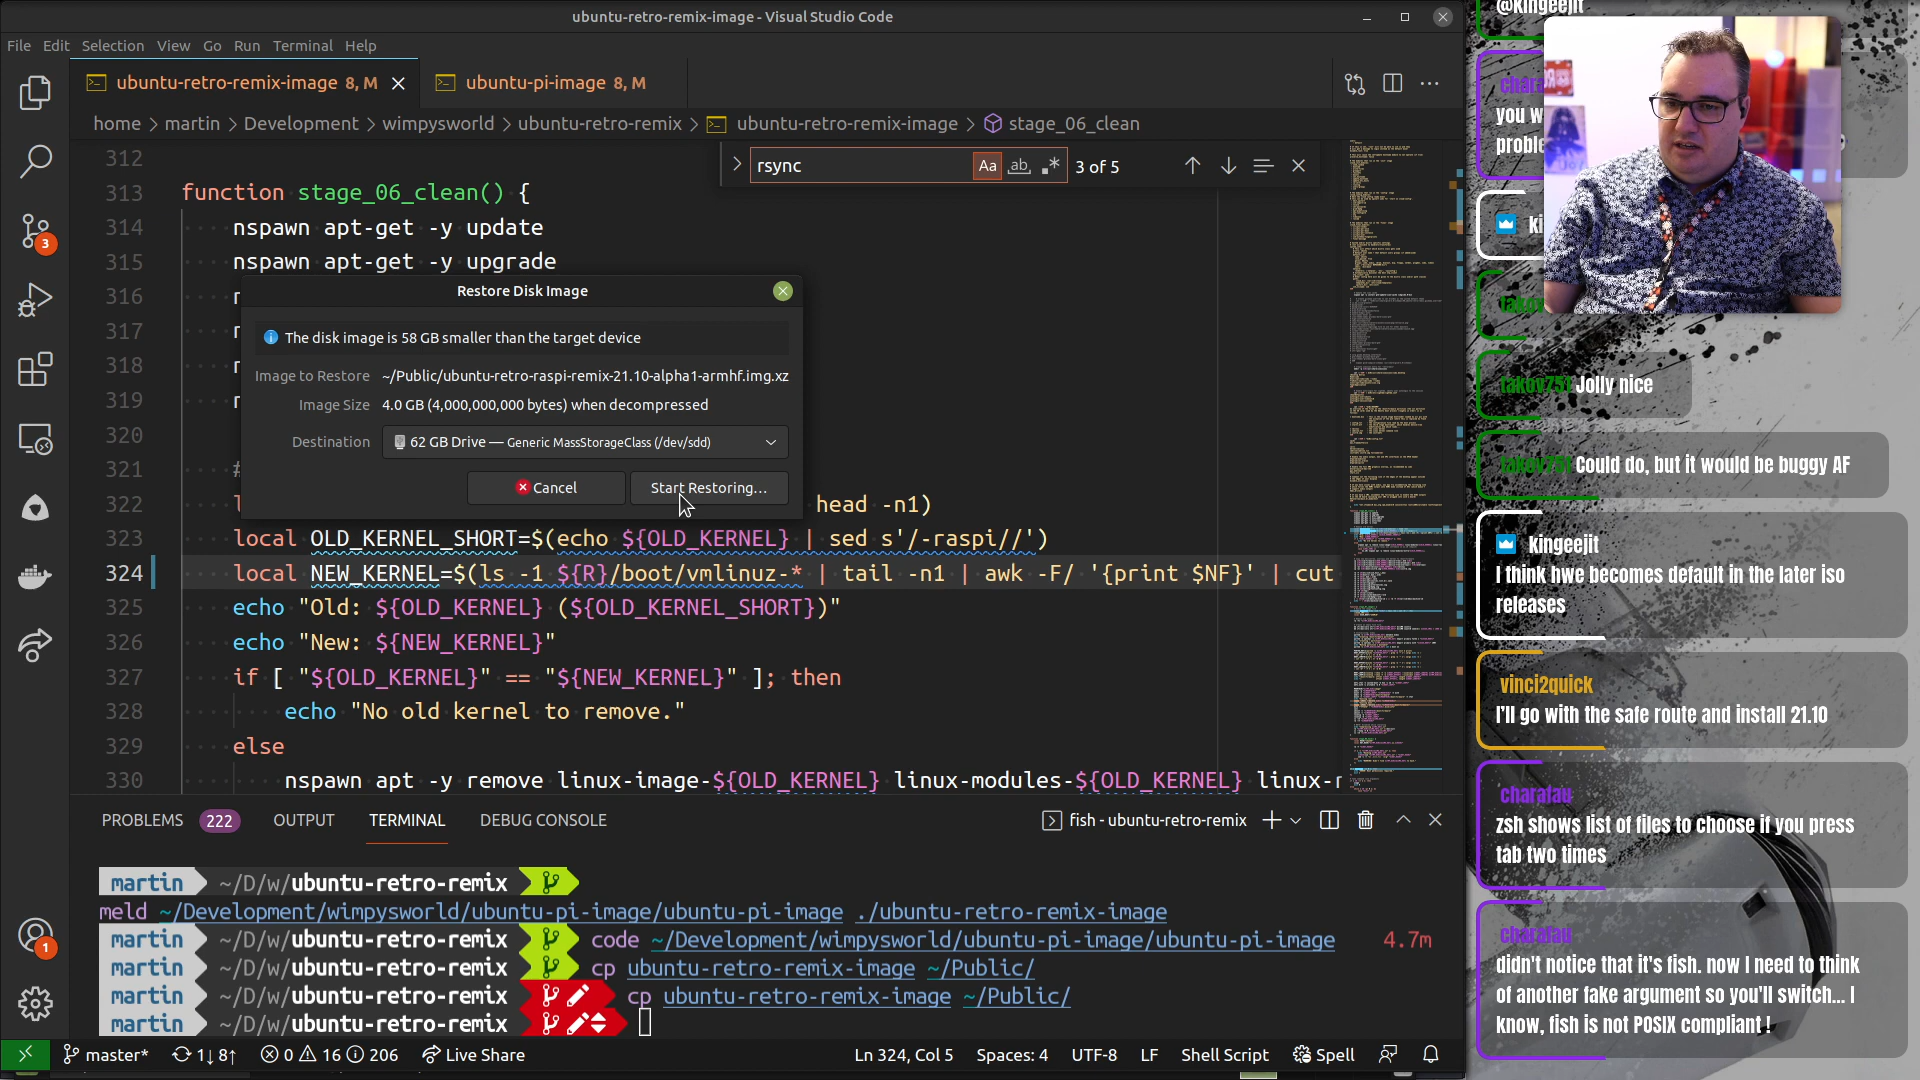 ubuntu-retro-remix-image - Visual Studio Code
File Edit Selection View Go Run Terminal Help
ubuntu-retro-remix-image 8, M
ubuntu-pi-image 8, M
home > martin > Development > wimpysworld > ubuntu-retro-remix > ubuntu-retro-remix-image > stage_06_clean
rsync
Aa
ab
3 of 5
312
313 function stage_06_clean() {
314 nspawn apt-get -y update
315 nspawn apt-get -y upgrade
316
317
318
319
320
321 #
322 head -n1)
323 local OLD_KERNEL_SHORT=$(echo ${OLD_KERNEL} | sed s'/-raspi//')
324 local NEW_KERNEL=$(ls -1 ${R}/boot/vmlinuz-* | tail -n1 | awk -F/ '{print $NF}' | cut
325 echo "Old: ${OLD_KERNEL} (${OLD_KERNEL_SHORT})"
326 echo "New: ${NEW_KERNEL}"
327 if [ "${OLD_KERNEL}" == "${NEW_KERNEL}" ]; then
328 echo "No old kernel to remove."
329 else
330 nspawn apt -y remove linux-image-${OLD_KERNEL} linux-modules-${OLD_KERNEL} linux-
Restore Disk Image
The disk image is 58 GB smaller than the target device
Image to Restore ~/Public/ubuntu-retro-raspi-remix-21.10-alpha1-armhf.img.xz
Image Size 4.0 GB (4,000,000,000 bytes) when decompressed
Destination 62 GB Drive — Generic MassStorageClass (/dev/sdd)
Cancel
Start Restoring...
3
1
PROBLEMS 222 OUTPUT TERMINAL DEBUG CONSOLE
fish - ubuntu-retro-remix
martin ~/D/w/ubuntu-retro-remix
meld ~/Development/wimpysworld/ubuntu-pi-image/ubuntu-pi-image ./ubuntu-retro-remix-image
martin ~/D/w/ubuntu-retro-remix code ~/Development/wimpysworld/ubuntu-pi-image/ubuntu-pi-image 4.7m
martin ~/D/w/ubuntu-retro-remix cp ubuntu-retro-remix-image ~/Public/
martin ~/D/w/ubuntu-retro-remix cp ubuntu-retro-remix-image ~/Public/
martin ~/D/w/ubuntu-retro-remix
master* 1↓ 8↑ 0 16 206 Live Share
Ln 324, Col 5 Spaces: 4 UTF-8 LF Shell Script Spell
@kingeejit
takov751 Jolly nice
takov751 Could do, but it would be buggy AF
kingeejit
I think hwe becomes default in the later iso
releases
vinci2quick
I'll go with the safe route and install 21.10
charafau
zsh shows list of files to choose if you press
tab two times
charafau
didn't notice that it's fish. now I need to think
of another fake argument so you'll switch... I
know, fish is not POSIX compliant !